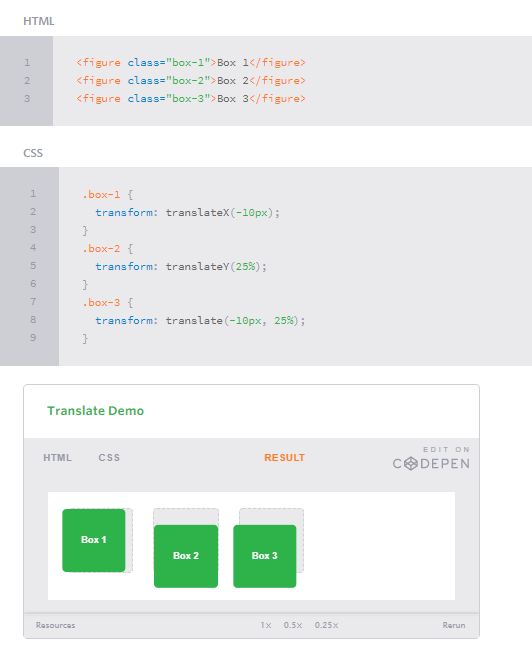 HTML
1 <figure class="box-1">Box 1</figure>
2 <figure class="box-2">Box 2</figure>
3 <figure class="box-3">Box 3</figure>
CSS
1 .box-1 {
2 transform: translateX(-10px);
3 }
4 .box-2 {
5 transform: translateY(25%);
6 }
7 .box-3 {
8 transform: translate(-10px, 25%);
9 }
Translate Demo
HTML CSS RESULT EDIT ON
CODEPEN
Box 1
Box 2 Box 3
Resources 1x 0.5x 0.25x Rerun